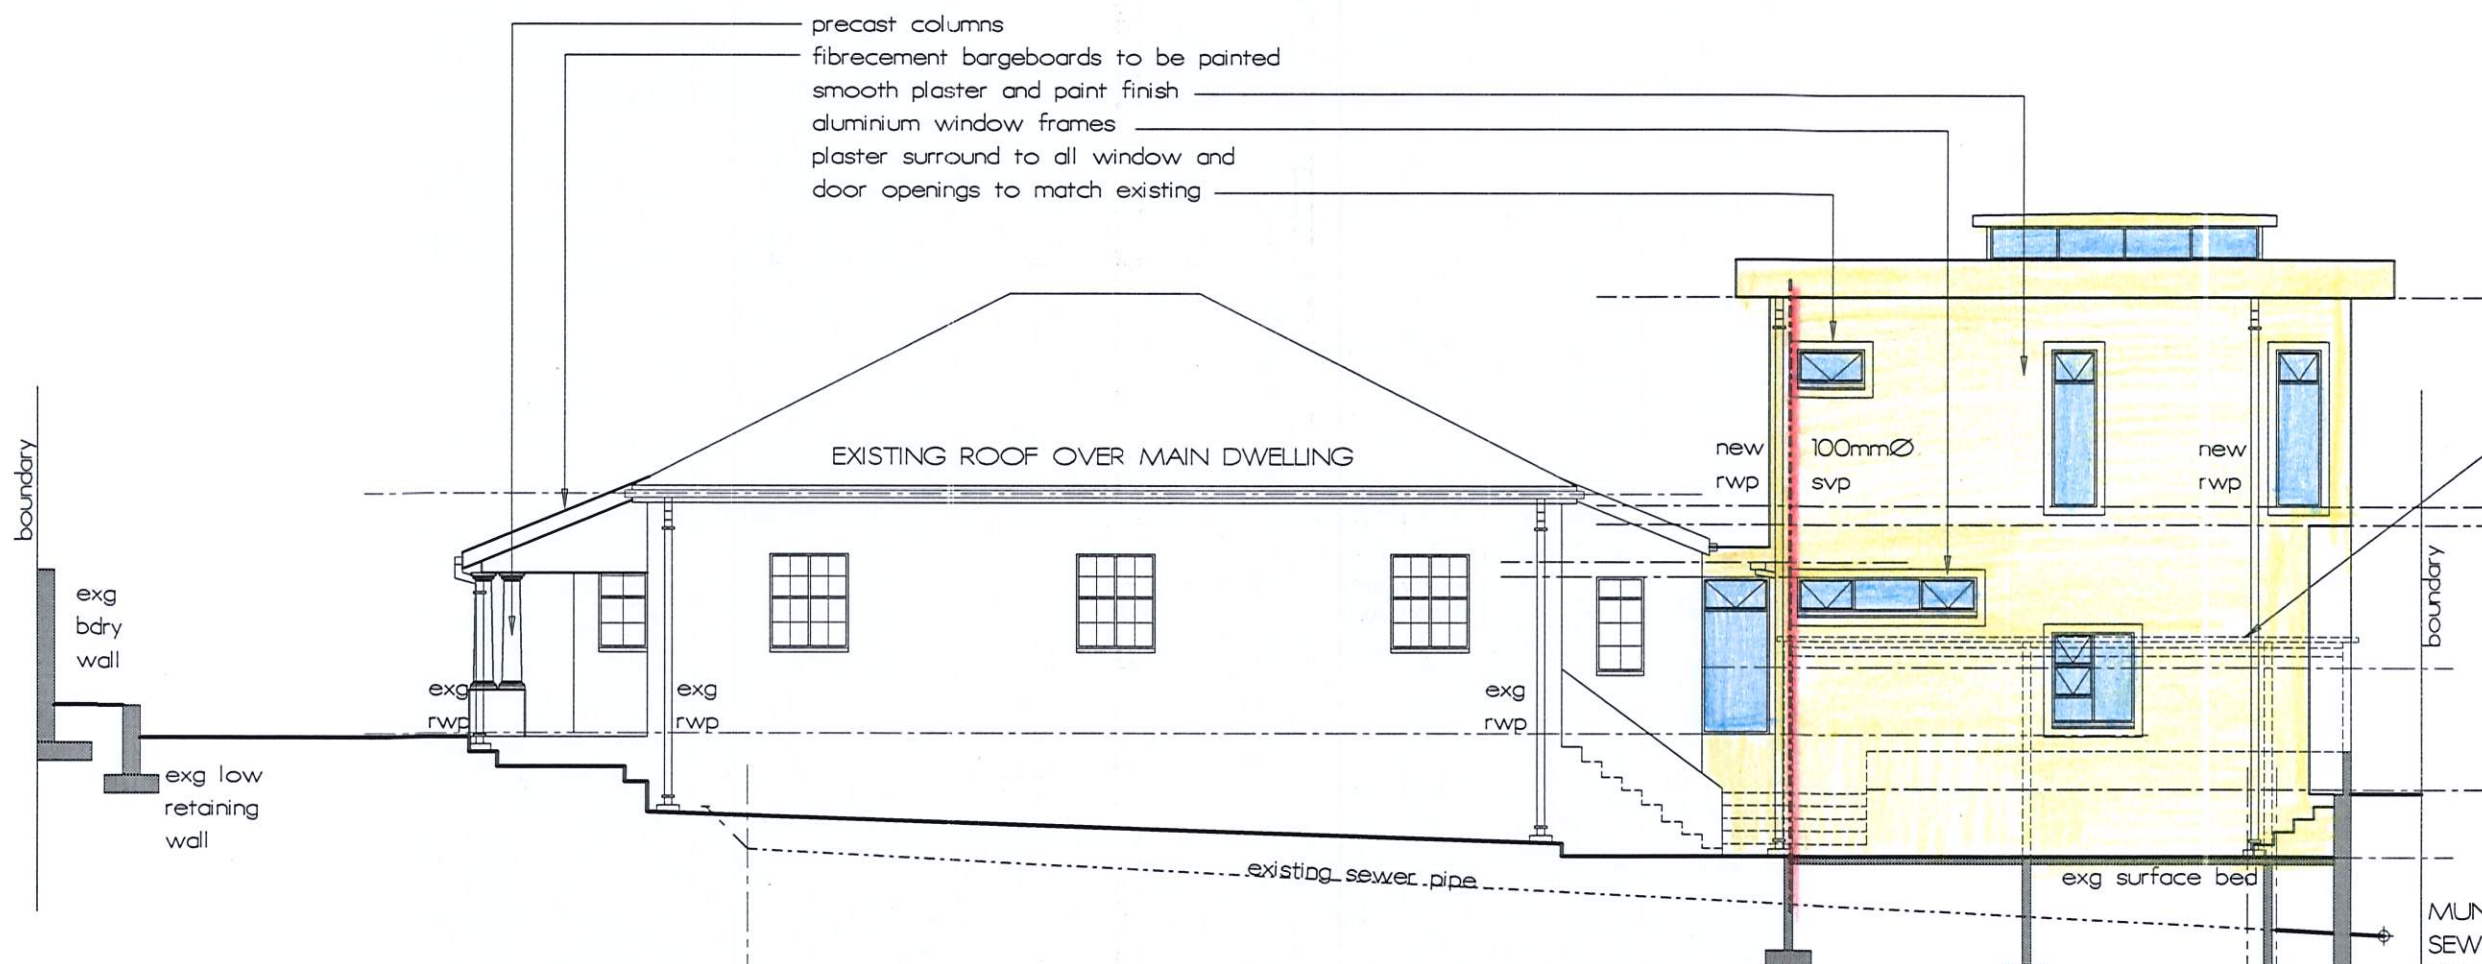 precast columns
fibrecement bargeboards to be painted
smooth plaster and paint finish
aluminium window frames
plaster surround to all window and
door openings to match existing
EXISTING ROOF OVER MAIN DWELLING
boundary
exg
bdry
wall
exg low
retaining
wall
exg
rwp
exg
rwp
exg
rwp
new
rwp
100mmØ
svp
new
rwp
boundary
existing sewer pipe
exg surface bed
MUN
SEW